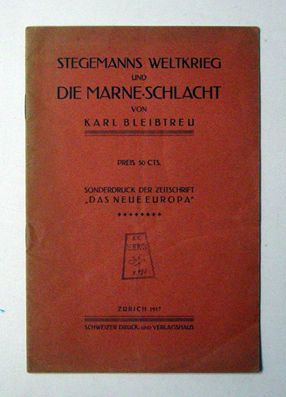 STEGEMANNS WELTKRIEG
UND
DIE MARNE-SCHLACHT
VON
KARL BLEIBTREU
PREIS 50 CTS.
SONDERDRUCK DER ZEITSCHRIFT
„DAS NEUE EUROPA“
ZÜRICH 1917
SCHWEIZER DRUCK- UND VERLAGSHAUS